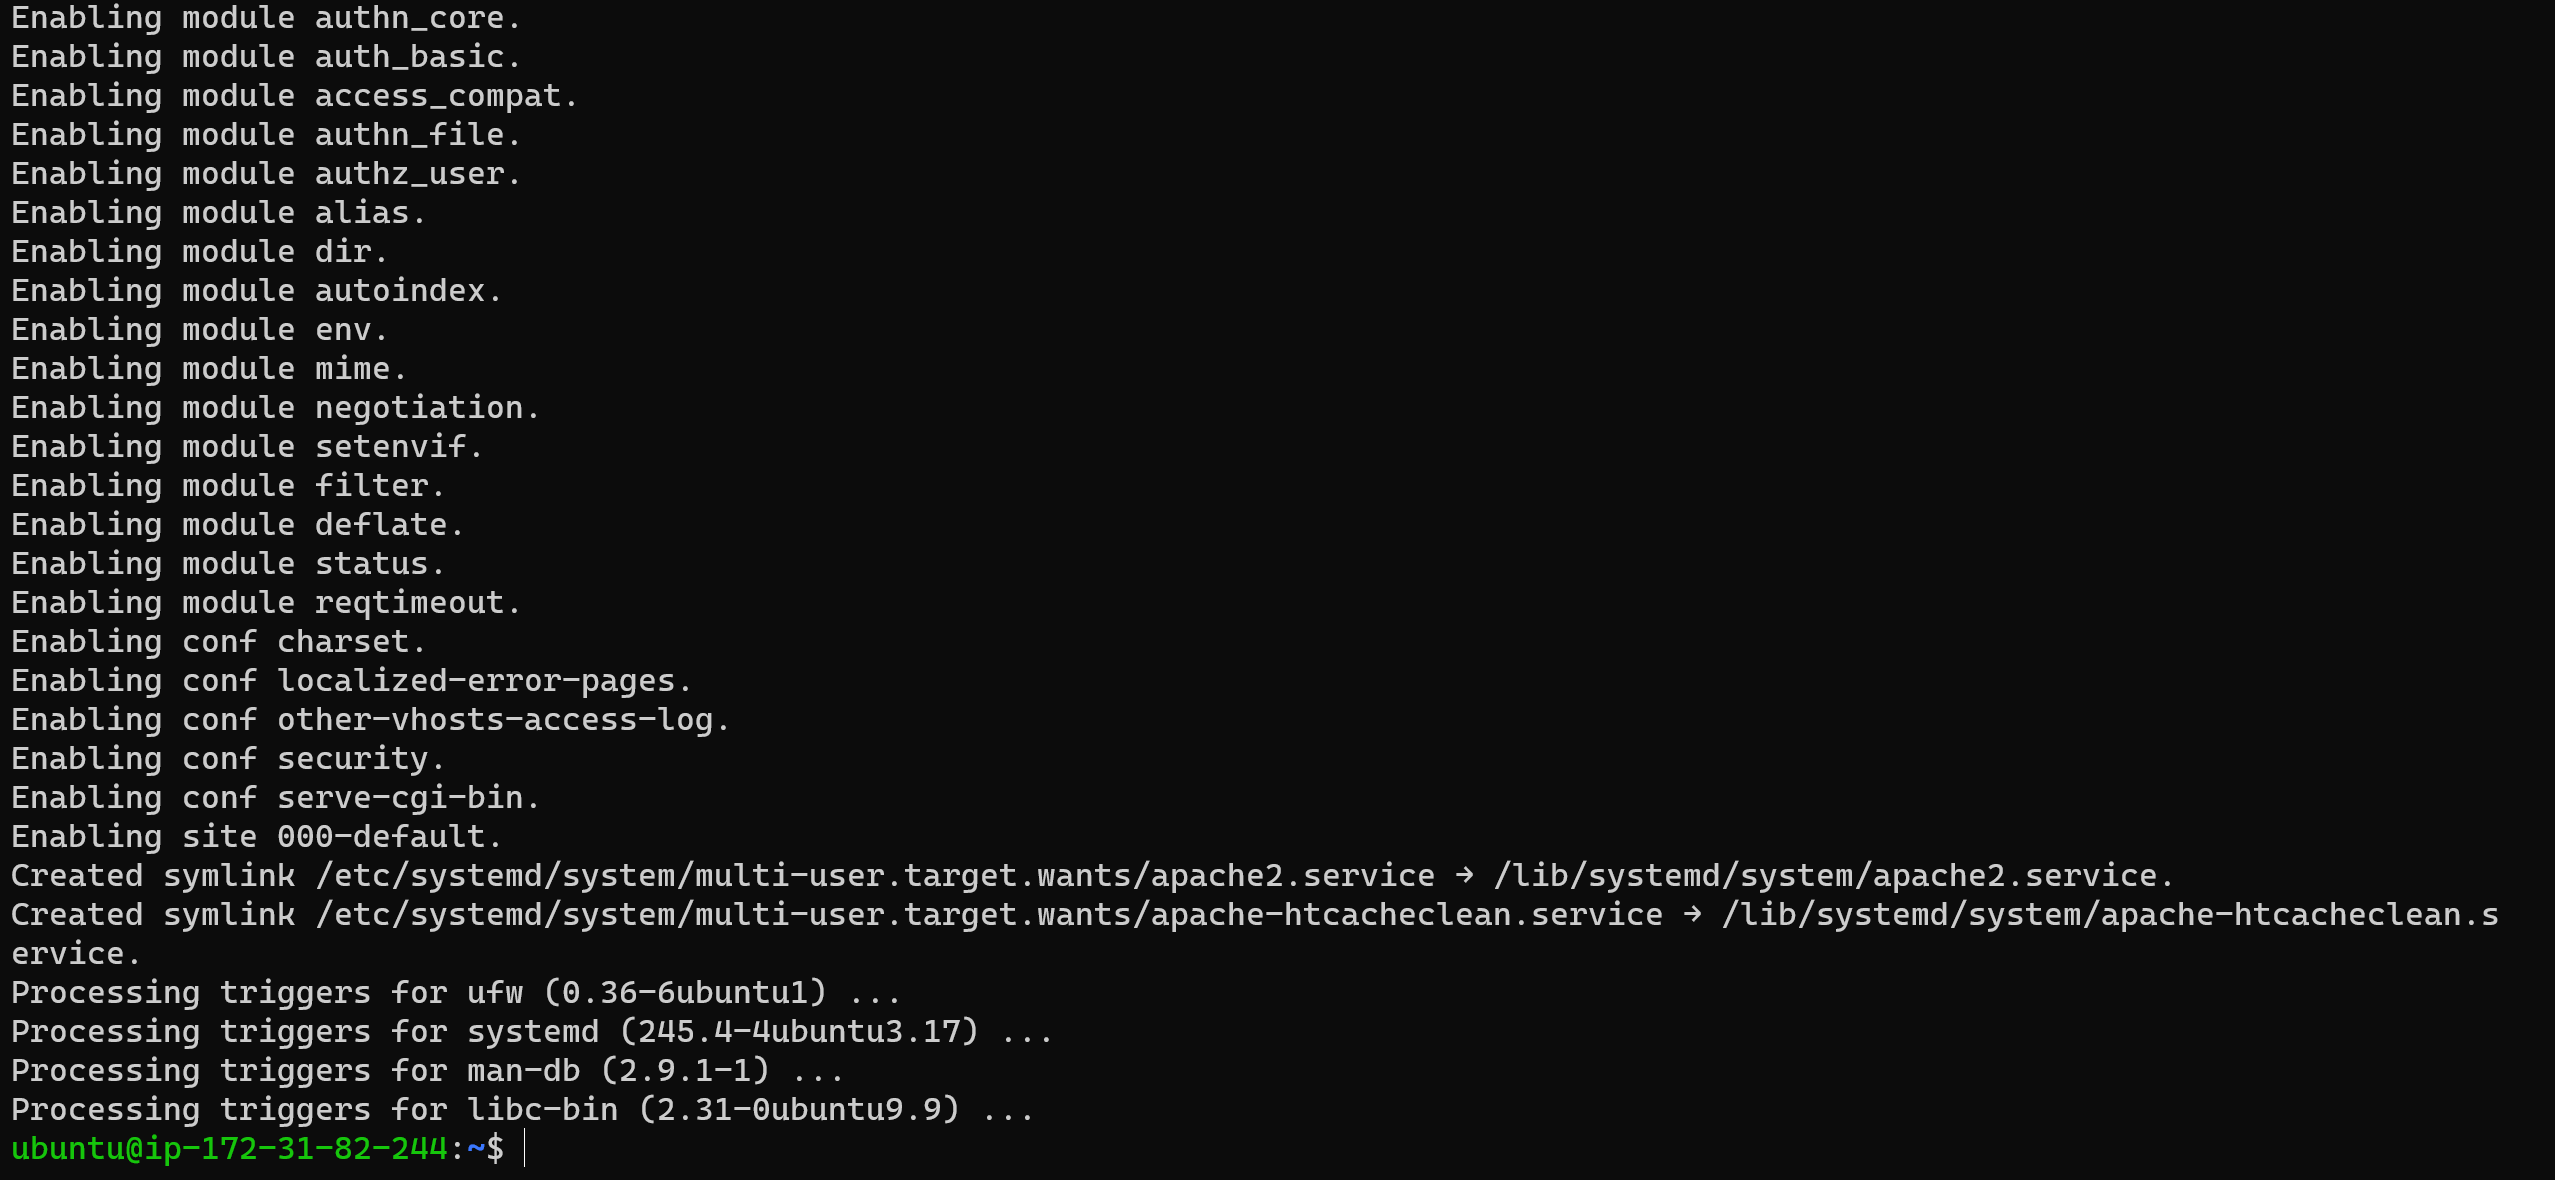 Enabling module authn_core.
Enabling module auth_basic.
Enabling module access_compat.
Enabling module authn_file.
Enabling module authz_user.
Enabling module alias.
Enabling module dir.
Enabling module autoindex.
Enabling module env.
Enabling module mime.
Enabling module negotiation.
Enabling module setenvif.
Enabling module filter.
Enabling module deflate.
Enabling module status.
Enabling module reqtimeout.
Enabling conf charset.
Enabling conf localized-error-pages.
Enabling conf other-vhosts-access-log.
Enabling conf security.
Enabling conf serve-cgi-bin.
Enabling site 000-default.
Created symlink /etc/systemd/system/multi-user.target.wants/apache2.service → /lib/systemd/system/apache2.service.
Created symlink /etc/systemd/system/multi-user.target.wants/apache-htcacheclean.service → /lib/systemd/system/apache-htcacheclean.s
ervice.
Processing triggers for ufw (0.36-6ubuntu1) ...
Processing triggers for systemd (245.4-4ubuntu3.17) ...
Processing triggers for man-db (2.9.1-1) ...
Processing triggers for libc-bin (2.31-0ubuntu9.9) ...
ubuntu@ip-172-31-82-244:~$